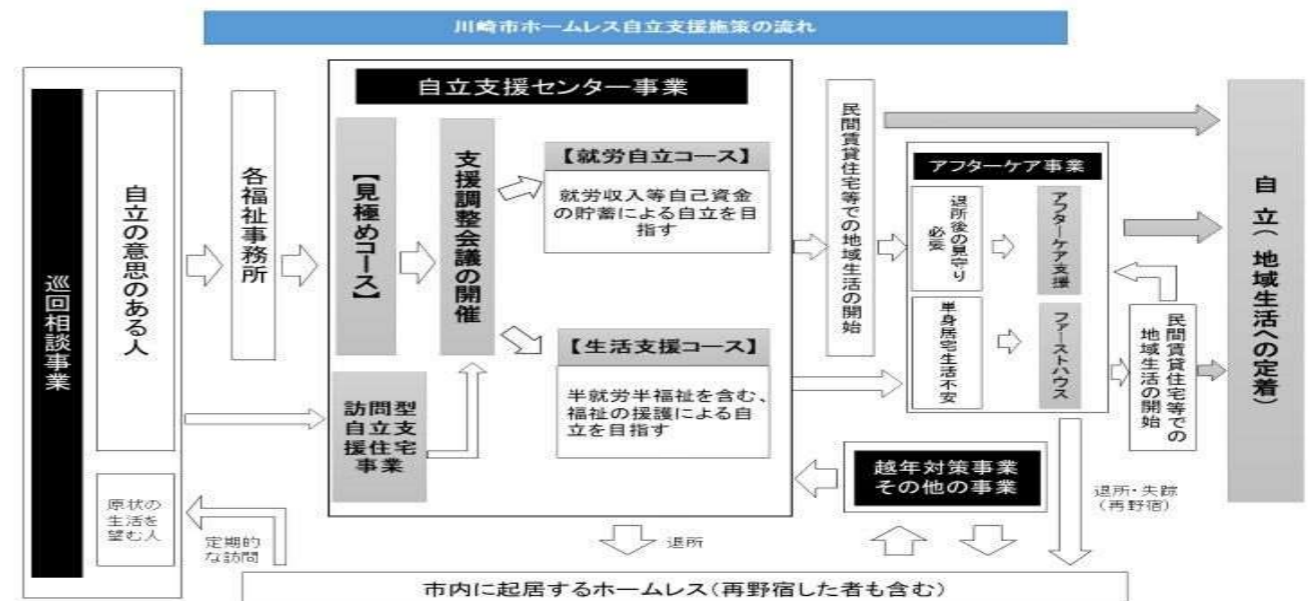 川崎市ホームレス自立支援施策の流れ
巡回相談事業
自立の意思のある人
原状の
生活を
望む人
各福祉事務所
定期的
な訪問
自立支援センター事業
【見極めコース】
訪問型
自立支
援住宅
事業
支援調整会議の開催
【就労自立コース】
就労収入等自己資金
の貯蓄による自立を目
指す
【生活支援コース】
半就労半福祉を含む、
福祉の援護による自
立を目指す
退所
民間賃貸住宅等での地域生活の開始
アフターケア事業
退所後の見守り
必要
アフターケア支援
単身居宅生活不安
ファーストハウス
越年対策事業
その他の事業
退所・失踪
(再野宿)
民間賃貸住宅等での
地域生活の開始
自立(地域生活への定着)
市内に起居するホームレス(再野宿した者も含む)